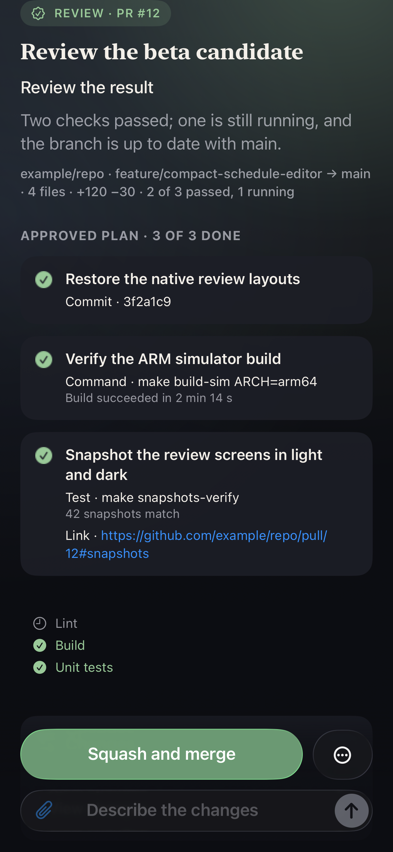 REVIEW · PR #12
Review the beta candidate
Review the result
Two checks passed; one is still running, and
the branch is up to date with main.
example/repo · feature/compact-schedule-editor → main
· 4 files · +120 −30 · 2 of 3 passed, 1 running
APPROVED PLAN · 3 OF 3 DONE
Restore the native review layouts
Commit · 3f2a1c9
Verify the ARM simulator build
Command · make build-sim ARCH=arm64
Build succeeded in 2 min 14 s
Snapshot the review screens in light
and dark
Test · make snapshots-verify
42 snapshots match
Link · https://github.com/example/repo/pull/
12#snapshots
Lint
Build
Unit tests
Squash and merge
Describe the changes